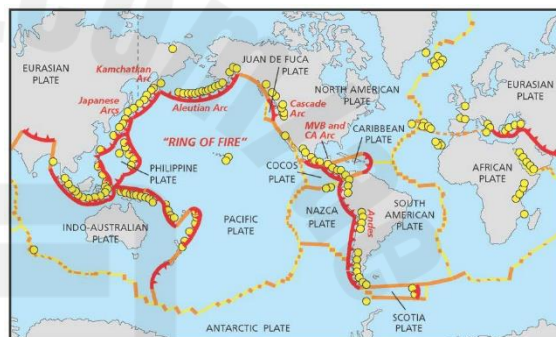 EURASIAN
PLATE
Kamchatkan
Arc
Japanese
Arcs
Aleutian Arc
"RING OF FIRE"
PHILIPPINE
PLATE
INDO-AUSTRALIAN
PLATE
PACIFIC
PLATE
ANTARCTIC PLATE
JUAN DE FUCA
PLATE
Cascade
Arc
NORTH AMERICAN
PLATE
MVB and
CA Arc
CARIBBEAN
PLATE
COCOS
PLATE
NAZCA
PLATE
Andes
SOUTH
AMERICAN
PLATE
SCOTIA
PLATE
EURASIAN
PLATE
AFRICAN
PLATE